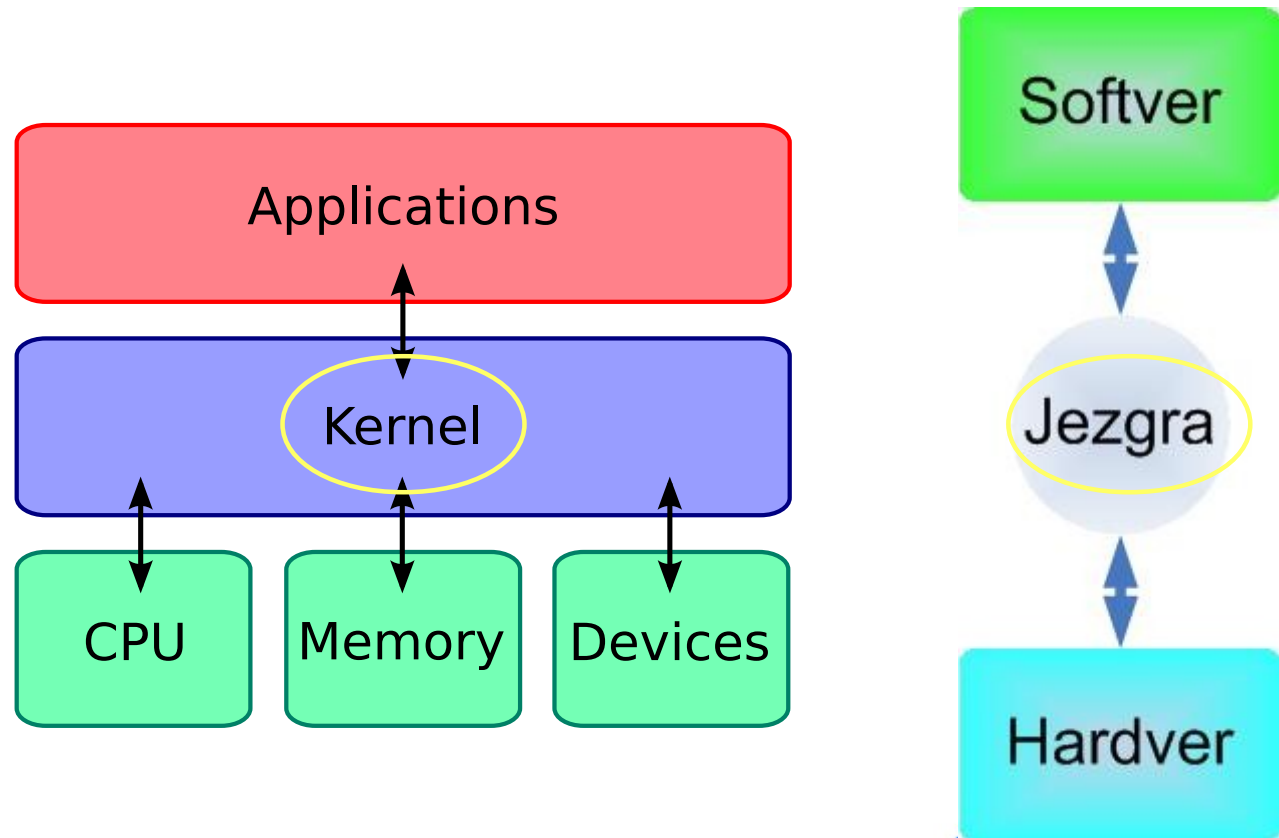 Applications
Kernel
CPU
Memory
Devices
Softver
Jezgra
Hardver